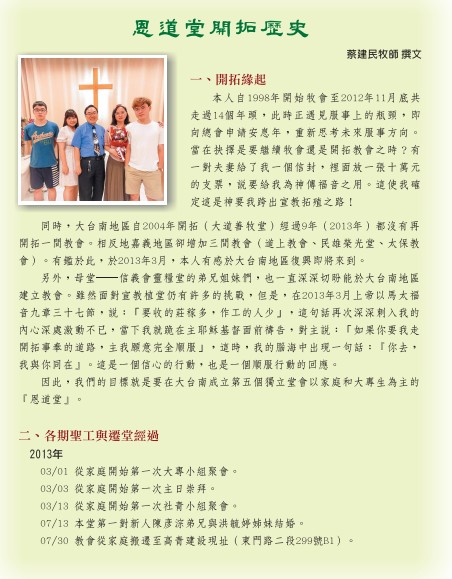 恩道堂開拓歷史
蔡建民牧師 撰文
一、開拓緣起
本人自1998年開始牧會至2012年11月底共
走過14個年頭，此時正遇見服事上的瓶頸，即
向總會申請安息年，重新思考未來服事方向。
當在抉擇是要繼續牧會還是開拓教會之時？有
一對夫妻給了我一個信封，裡面放一張十萬元
的支票，說要給我為神傳福音之用。這使我確
定這是神要我跨出宣教拓殖之路！
同時，大台南地區自2004年開拓（大道善牧堂）經過9年（2013年）都沒有再
開拓一間教會。相反地嘉義地區卻增加三間教會（道上教會、民雄榮光堂、太保教
會）。有鑑於此，於2013年3月，本人有感於大台南地區復興即將來到。
另外，母堂──信義會靈糧堂的弟兄姐妹們，也一直深深切盼能於大台南地區
建立教會。雖然面對宣教植堂仍有許多的挑戰，但是，在2013年3月上帝以馬太福
音九章三十七節，說：「要收的莊稼多，作工的人少」，這句話再次深深刺入我的
內心深處激動不已，當下我就跪在主耶穌基督面前禱告，對主說：「如果你要我走
開拓事奉的道路，主我願意完全順服」，這時，我的腦海中出現一句話：『你去，
我與你同在』。這是一個信心的行動，也是一個順服行動的回應。
因此，我們的目標就是要在大台南成立第五個獨立堂會以家庭和大專生為主的
『恩道堂』。
二、各期聖工與遷堂經過
2013年
03/01 從家庭開始第一次大專小組聚會。
03/03 從家庭開始第一次主日崇拜。
03/13 從家庭開始第一次社青小組聚會。
07/13 本堂第一對新人陳彥淙弟兄與洪毓婷姊妹結婚。
07/30 教會從家庭搬遷至高青建設現址（東門路二段299號B1）。